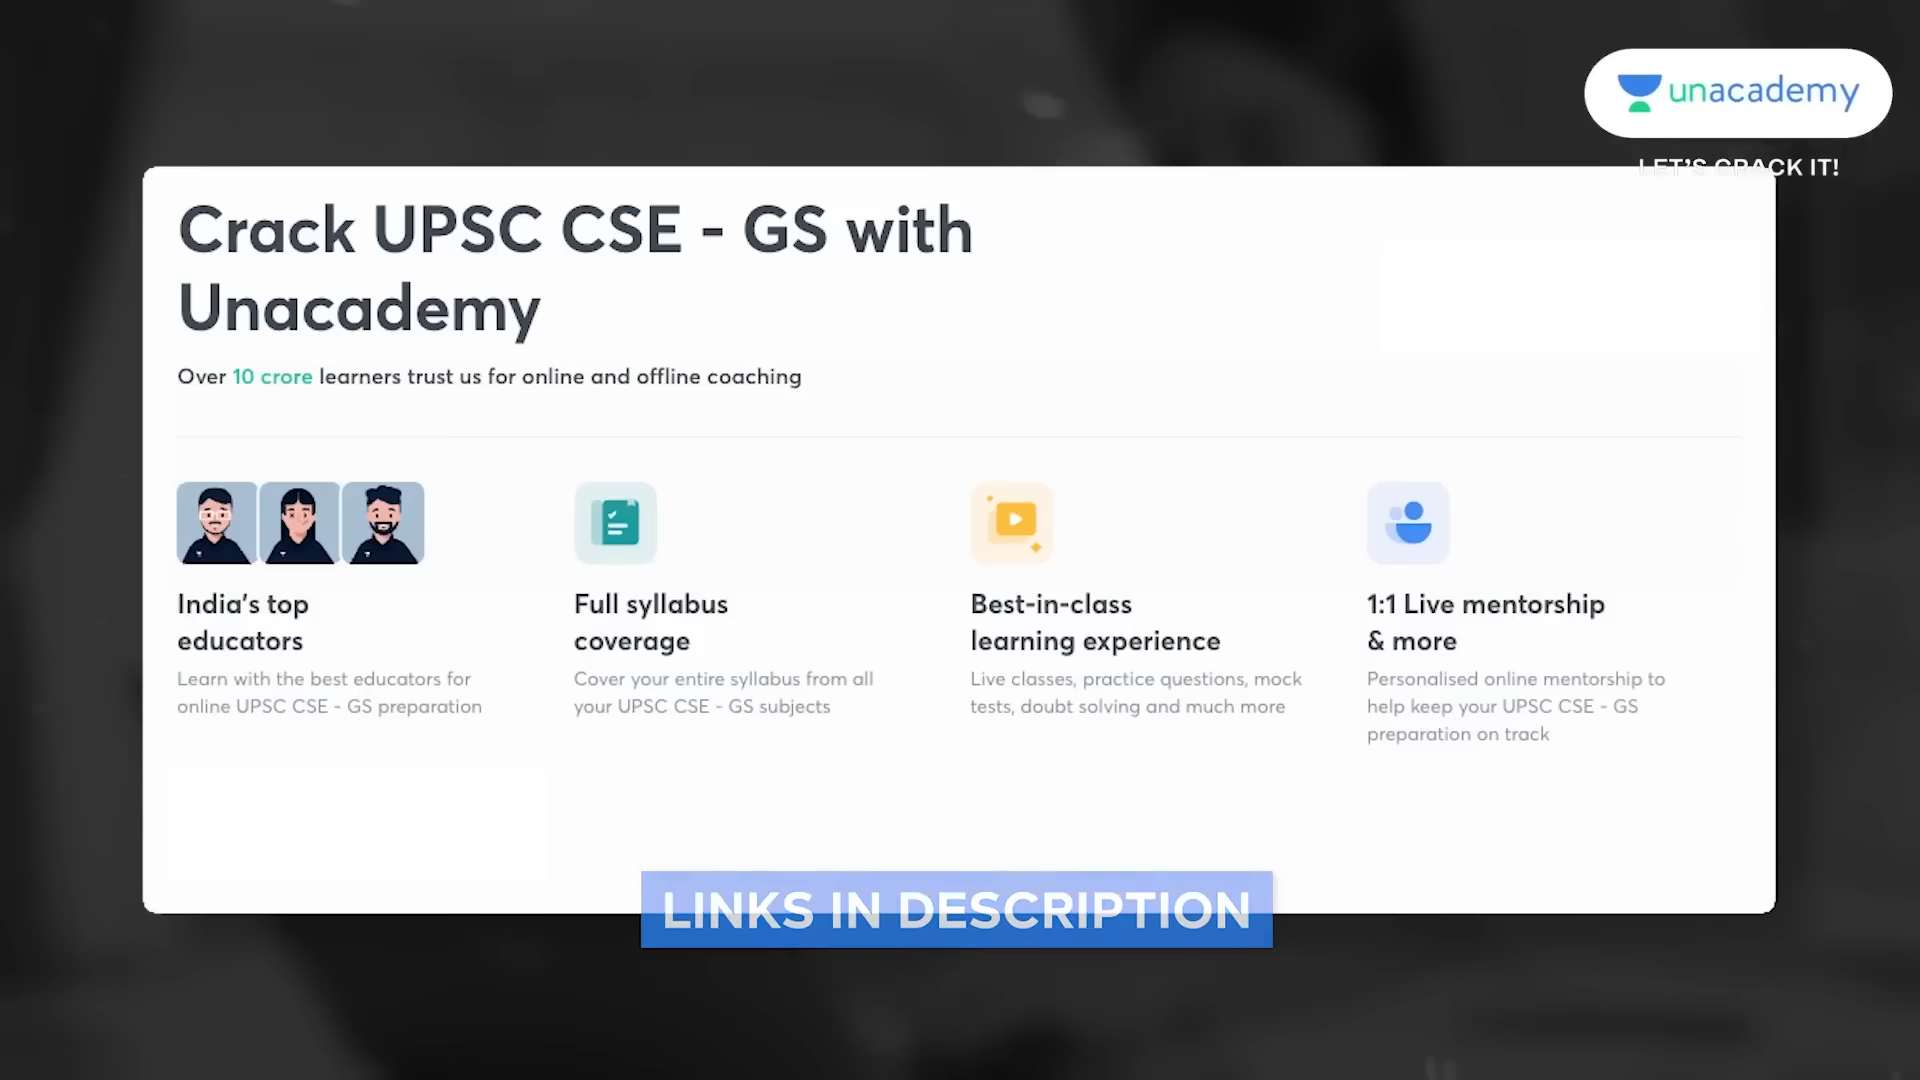 unacademy
LET'S CRACK IT!
Crack UPSC CSE - GS with
Unacademy
Over 10 crore learners trust us for online and offline coaching
India's top
educators
Learn with the best educators for
online UPSC CSE - GS preparation
Full syllabus
coverage
Cover your entire syllabus from all
your UPSC CSE - GS subjects
Best-in-class
learning experience
Live classes, practice questions, mock
tests, doubt solving and much more
1:1 Live mentorship
& more
Personalised online mentorship to
help keep your UPSC CSE - GS
preparation on track
LINKS IN DESCRIPTION